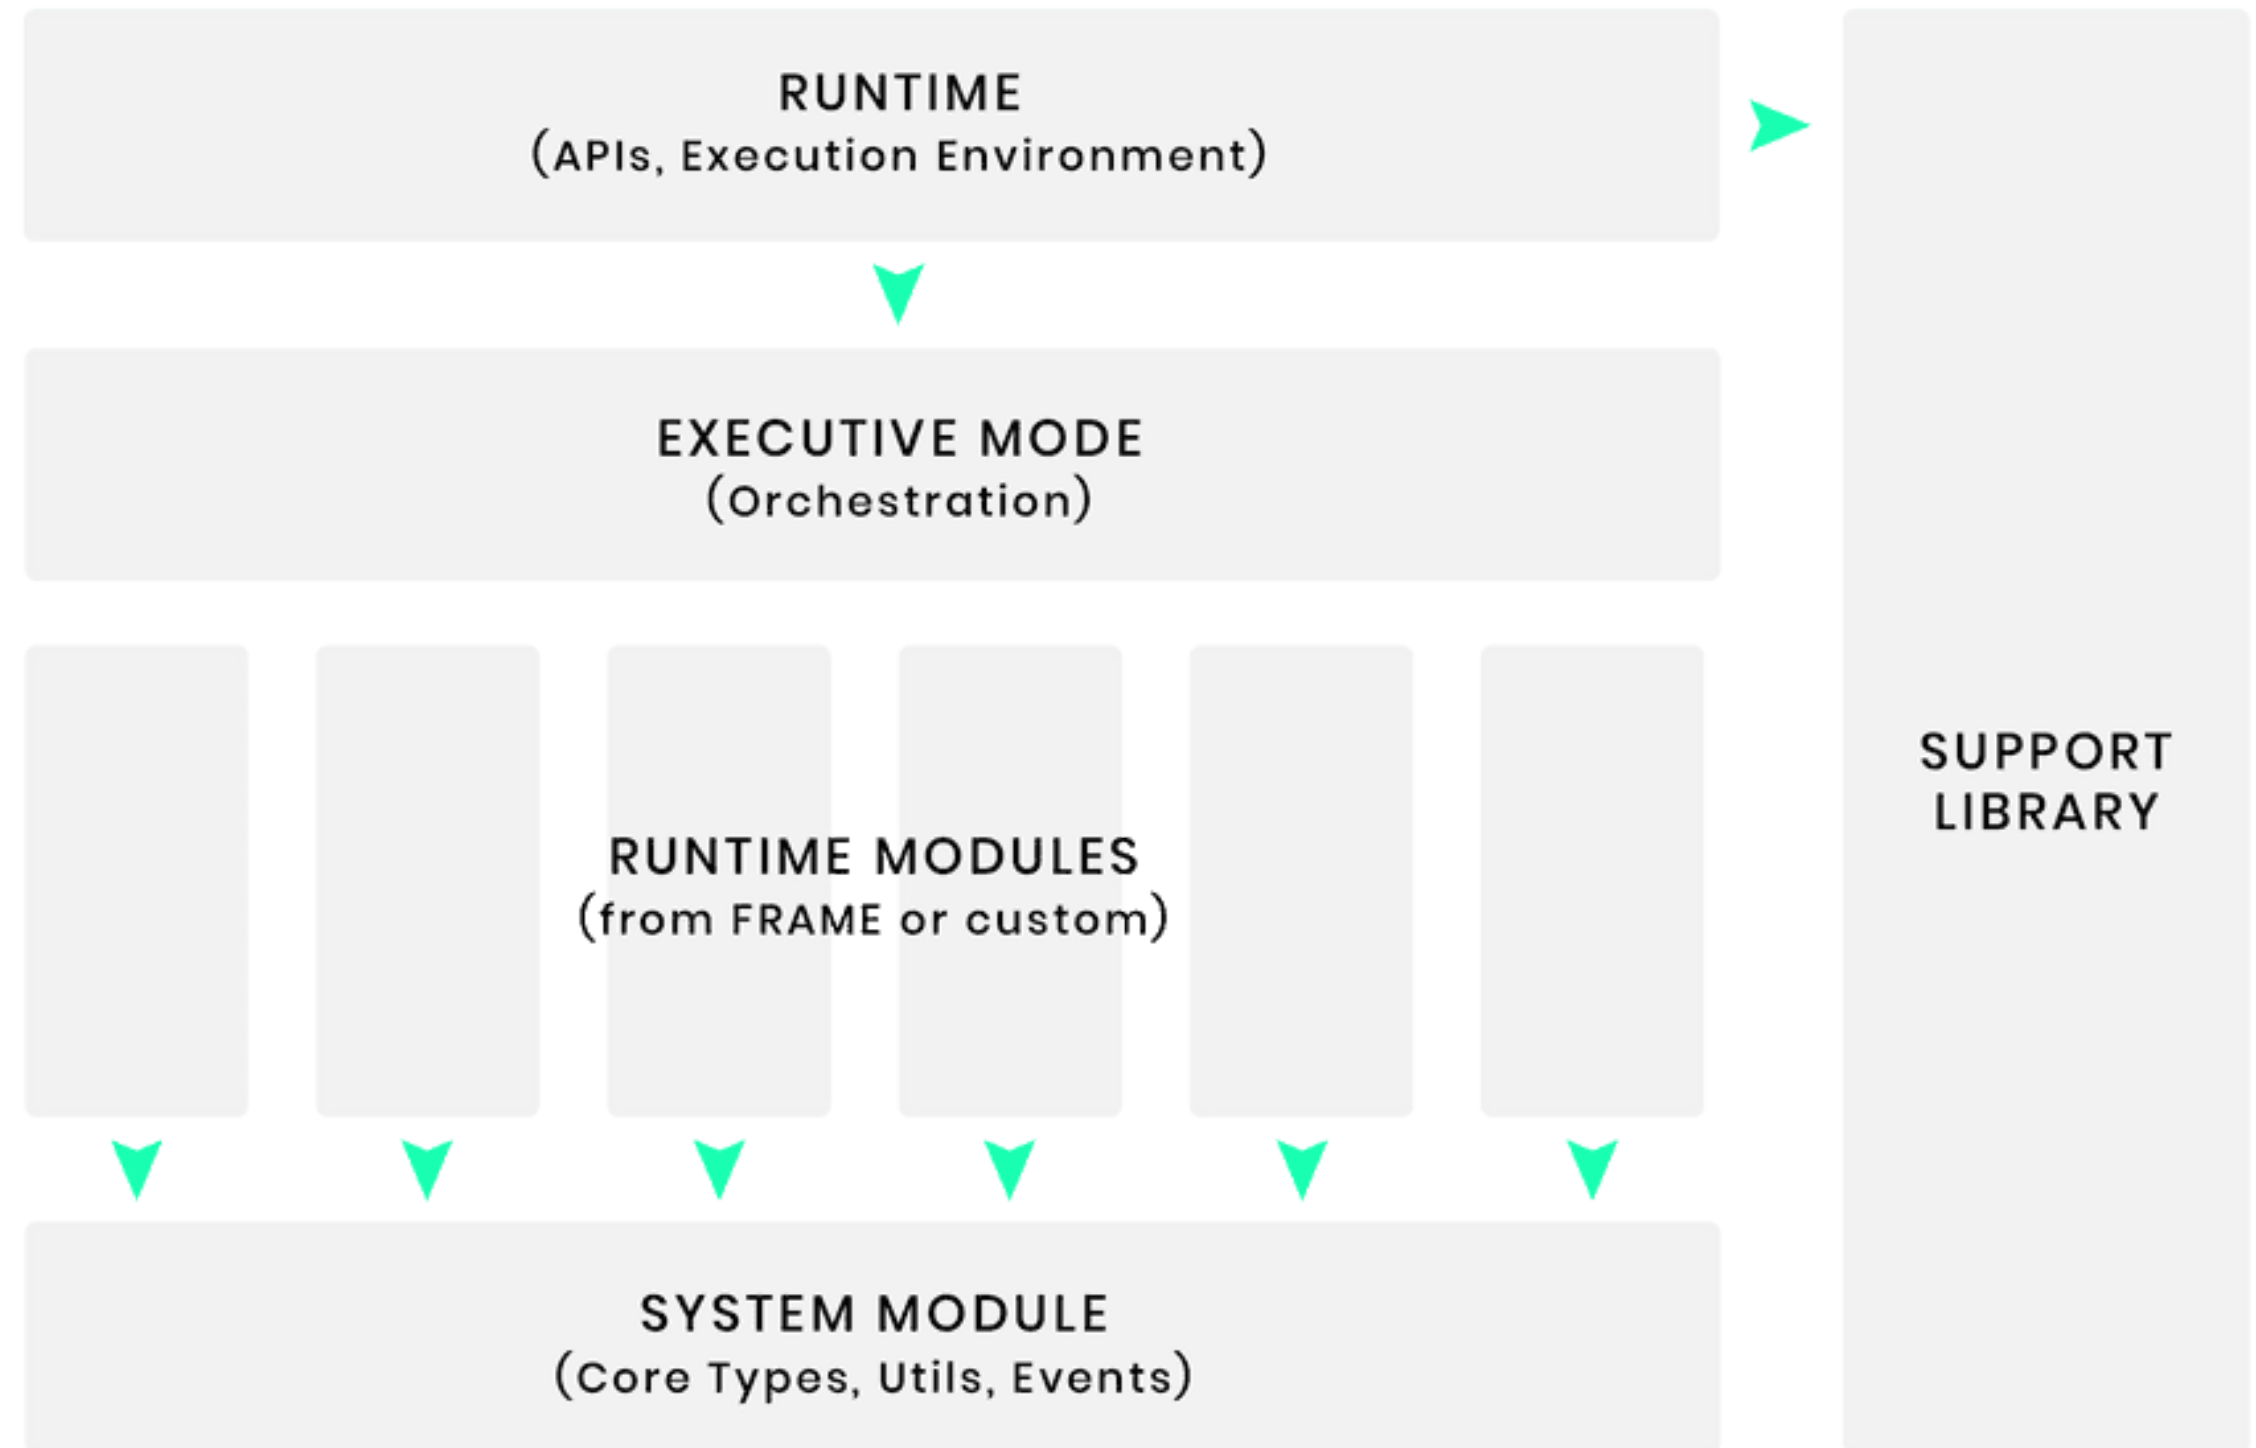 RUNTIME
(APIs, Execution Environment)
EXECUTIVE MODE
(Orchestration)
RUNTIME MODULES
(from FRAME or custom)
SYSTEM MODULE
(Core Types, Utils, Events)
SUPPORT
LIBRARY